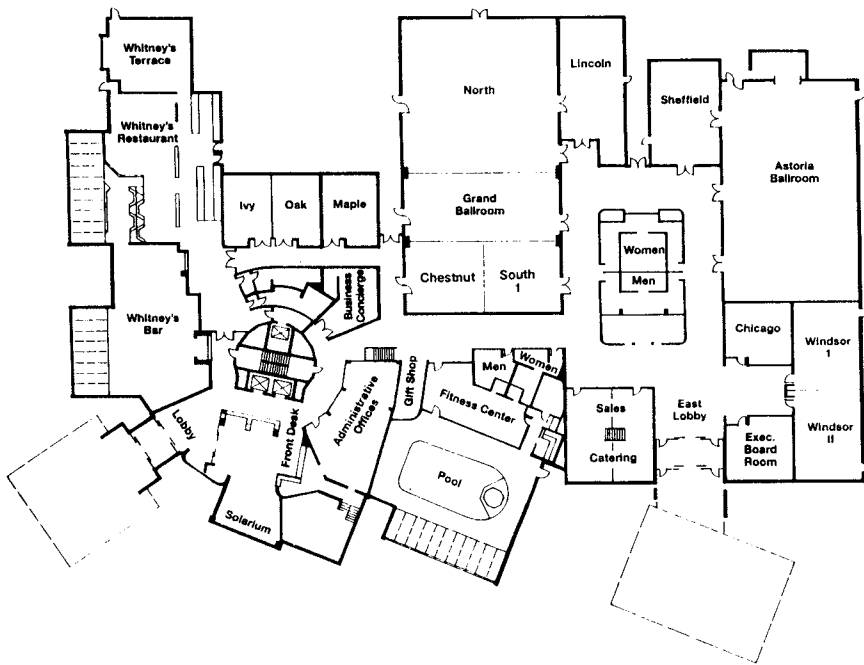 Whitney's
Terrace
Whitney's
Restaurant
North
Lincoln
Sheffield
Astoria
Ballroom
Ivy
Oak
Maple
Grand
Ballroom
Women
Men
Chestnut
South
1
Business
Concierge
Whitney's
Bar
Chicago
Windsor
I
Men
Women
Gift Shop
Fitness Center
Administrative
Offices
Lobby
Front Desk
Sales
Catering
East
Lobby
Exec.
Board
Room
Windsor
II
Pool
Solarium